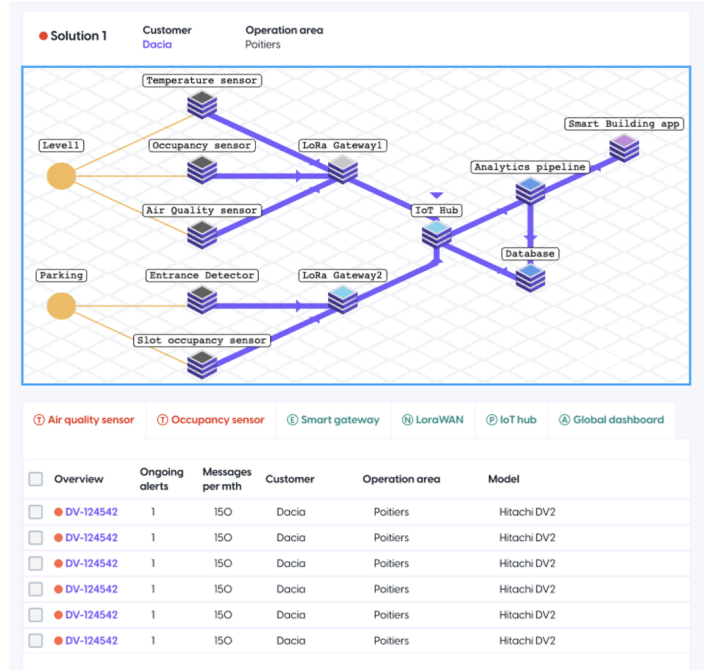 Solution 1
Customer
Dacia
Operation area
Poitiers
Temperature sensor
Smart Building app
Level1
Occupancy sensor
LoRa Gateway1
Analytics pipeline
Air Quality sensor
IoT Hub
Database
Parking
Entrance Detector
LoRa Gateway2
Slot occupancy sensor
T Air quality sensor
T Occupancy sensor
E Smart gateway
N LoraWAN
P IoT hub
A Global dashboard
Overview Ongoing alerts Messages per mth Customer Operation area Model
DV-124542 1 150 Dacia Poitiers Hitachi DV2
DV-124542 1 150 Dacia Poitiers Hitachi DV2
DV-124542 1 150 Dacia Poitiers Hitachi DV2
DV-124542 1 150 Dacia Poitiers Hitachi DV2
DV-124542 1 150 Dacia Poitiers Hitachi DV2
DV-124542 1 150 Dacia Poitiers Hitachi DV2